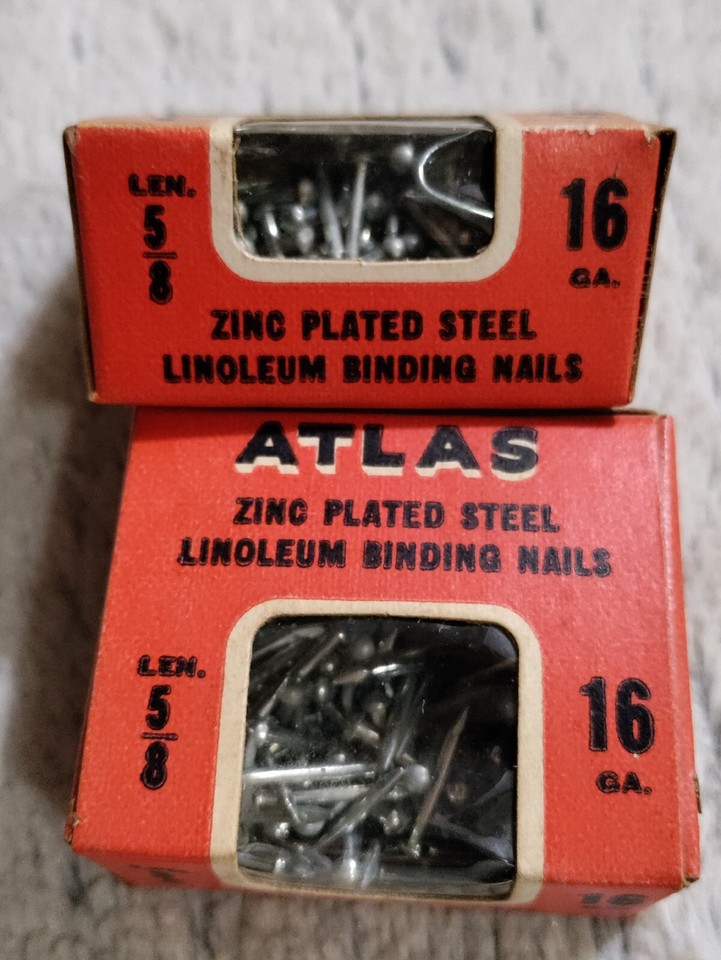 LEN.
5
8
16
GA.
ZINC PLATED STEEL
LINOLEUM BINDING NAILS
ATLAS
ZINC PLATED STEEL
LINOLEUM BINDING NAILS
LEN.
5
8
16
GA.
16